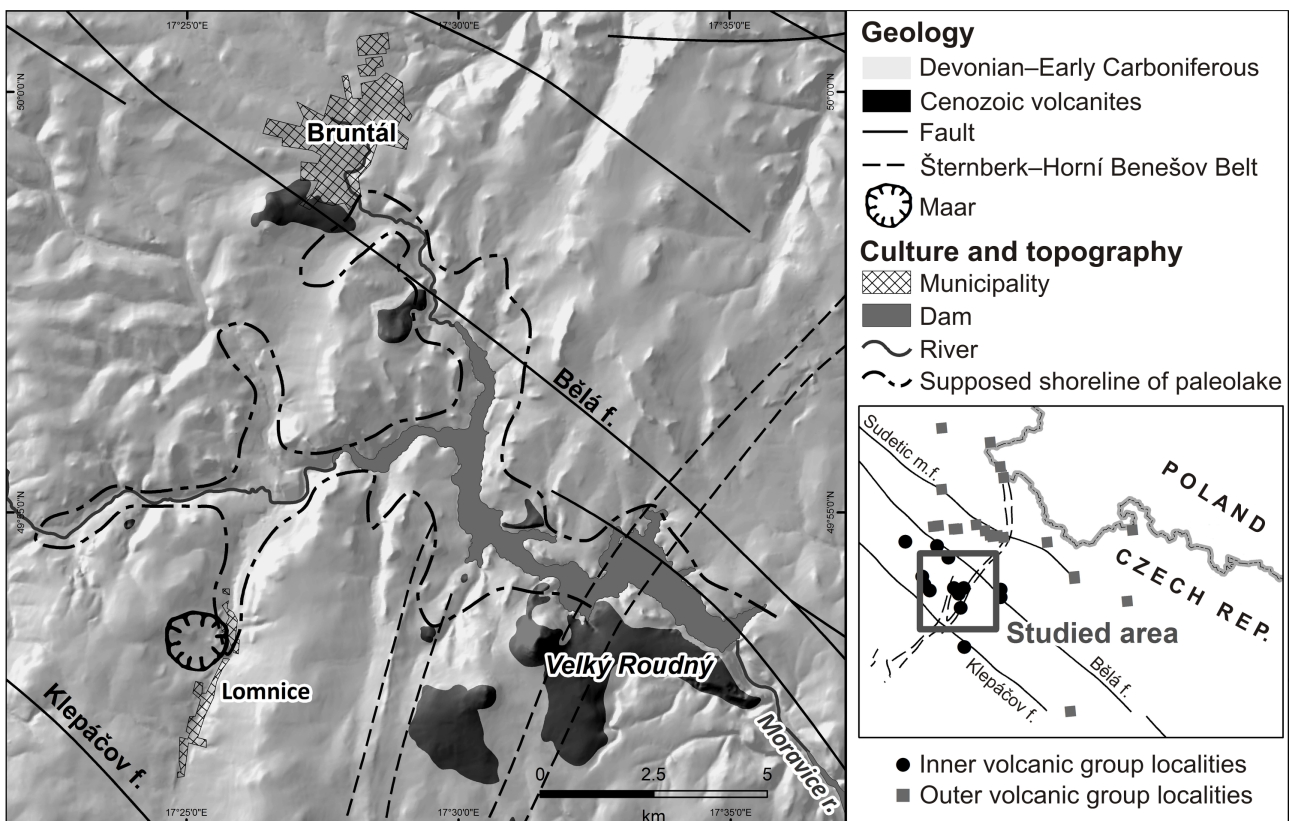 17°25'0"E
17°30'0"E
17°35'0"E
50°0'0"N
50°0'0"N
Bruntál
Bělá f.
49°55'0"N
49°55'0"N
Velký Roudný
Lomnice
Klepáčov f.
Moravice r.
0
2.5
5
km
17°25'0"E
17°30'0"E
17°35'0"E
Geology
Devonian–Early Carboniferous
Cenozoic volcanites
Fault
Šternberk–Horní Benešov Belt
Maar
Culture and topography
Municipality
Dam
River
Supposed shoreline of paleolake
Sudetic m.f.
POLAND
CZECH REP.
Studied area
Klepáčov f.
Bělá f.
Inner volcanic group localities
Outer volcanic group localities